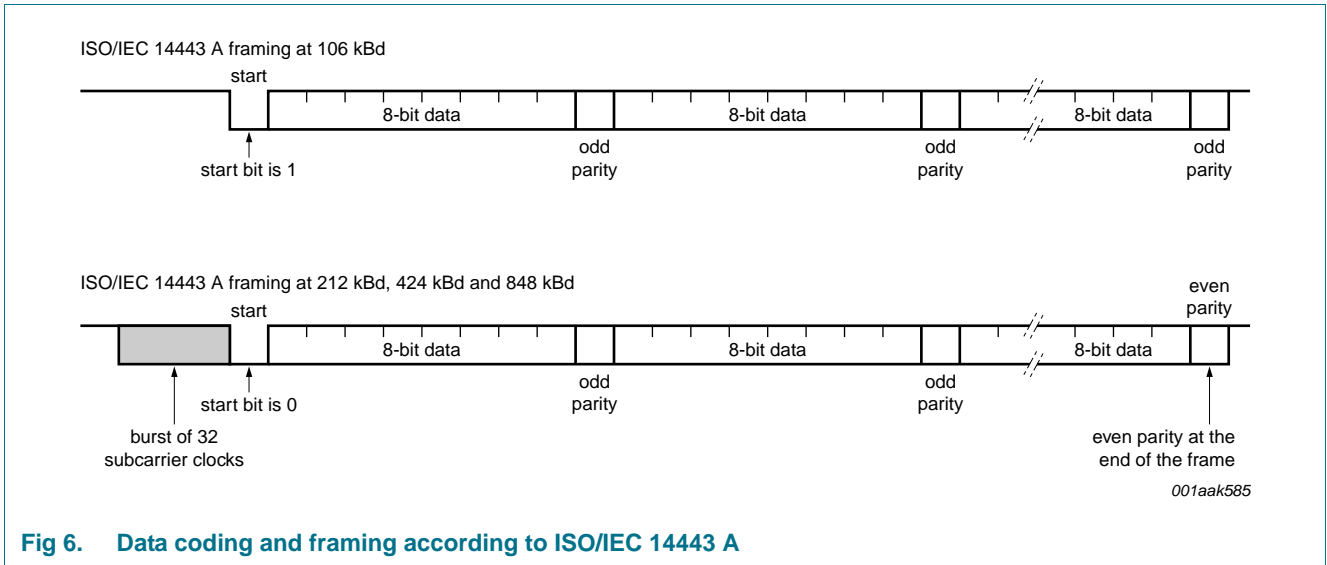 ISO/IEC 14443 A framing at 106 kBd
start
8-bit data
8-bit data
8-bit data
start bit is 1
odd
parity
odd
parity
odd
parity
ISO/IEC 14443 A framing at 212 kBd, 424 kBd and 848 kBd
start
even
parity
8-bit data
8-bit data
8-bit data
start bit is 0
odd
parity
odd
parity
burst of 32
subcarrier clocks
even parity at the
end of the frame
001aak585
Fig 6. Data coding and framing according to ISO/IEC 14443 A